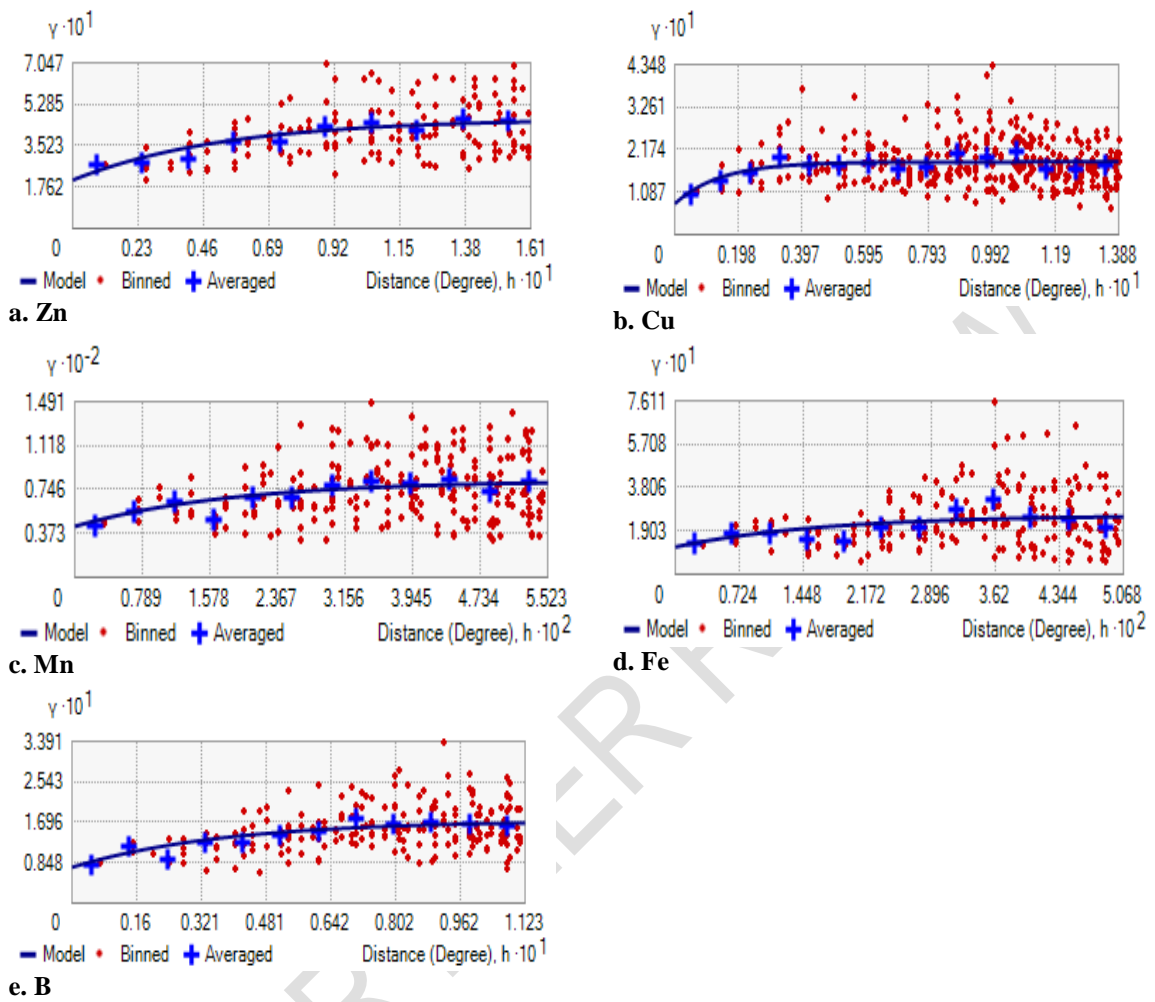 γ ·10¹
7.047
5.285
3.523
1.762
0 0.23 0.46 0.69 0.92 1.15 1.38 1.61
Model Binned Averaged Distance (Degree), h ·10¹
a. Zn
γ ·10¹
4.348
3.261
2.174
1.087
0 0.198 0.397 0.595 0.793 0.992 1.19 1.388
Model Binned Averaged Distance (Degree), h ·10¹
b. Cu
γ ·10⁻²
1.491
1.118
0.746
0.373
0 0.789 1.578 2.367 3.156 3.945 4.734 5.523
Model Binned Averaged Distance (Degree), h ·10²
c. Mn
γ ·10¹
7.611
5.708
3.806
1.903
0 0.724 1.448 2.172 2.896 3.62 4.344 5.068
Model Binned Averaged Distance (Degree), h ·10²
d. Fe
γ ·10¹
3.391
2.543
1.696
0.848
0 0.16 0.321 0.481 0.642 0.802 0.962 1.123
Model Binned Averaged Distance (Degree), h ·10¹
e. B